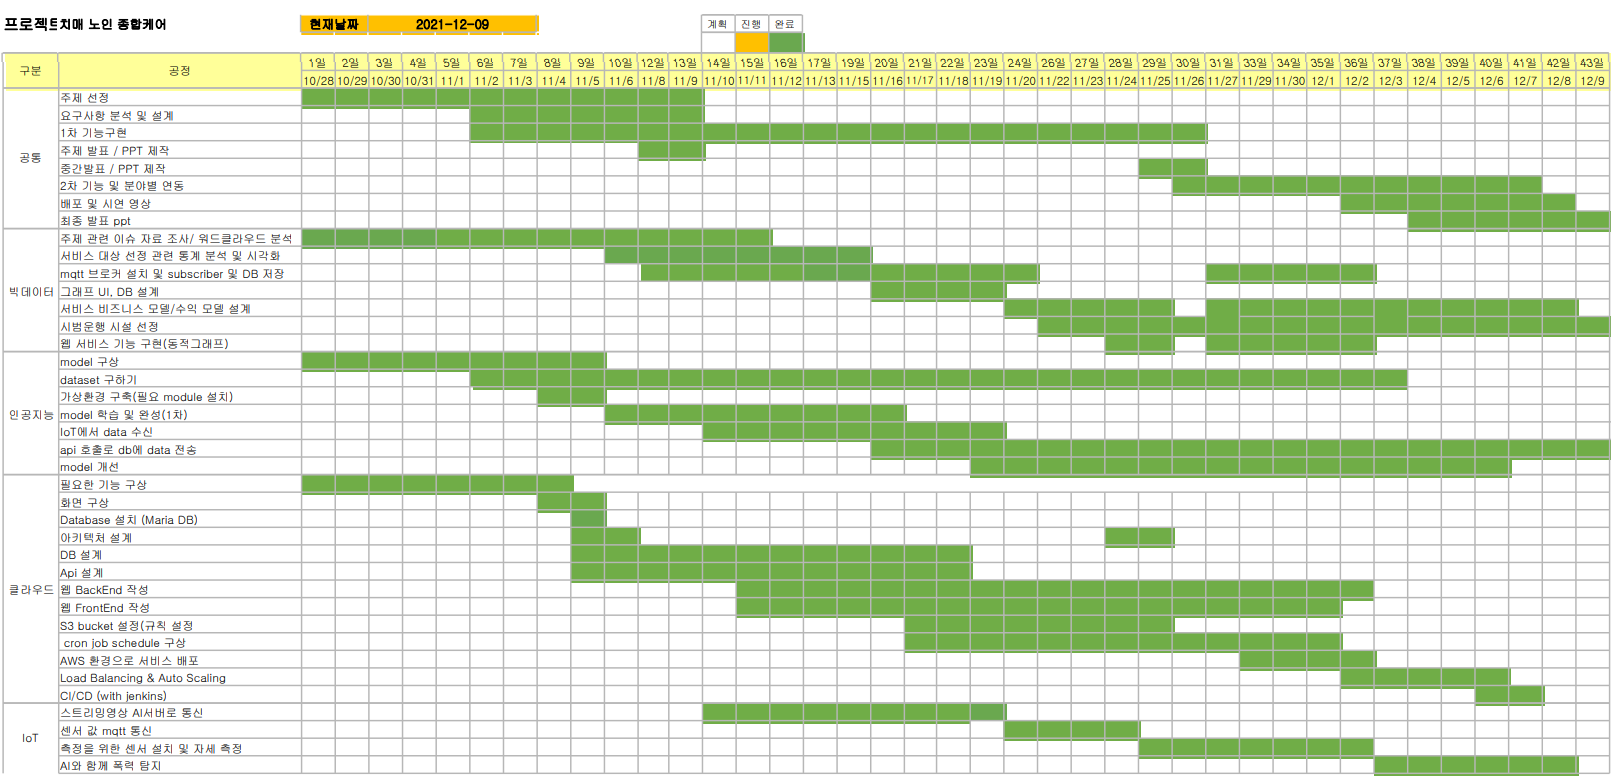 프로젝트 치매 노인 종합케어 현재날짜 2021-12-09 계획 진행 완료
구분 공정 1일 2일 3일 4일 5일 6일 7일 8일 9일 10일 12일 13일 14일 15일 16일 17일 19일 20일 21일 22일 23일 24일 26일 27일 28일 29일 30일 31일 33일 34일 35일 36일 37일 38일 39일 40일 41일 42일 43일
10/28 10/29 10/30 10/31 11/1 11/2 11/3 11/4 11/5 11/6 11/8 11/9 11/10 11/11 11/12 11/13 11/15 11/16 11/17 11/18 11/19 11/20 11/22 11/23 11/24 11/25 11/26 11/27 11/29 11/30 12/1 12/2 12/3 12/4 12/5 12/6 12/7 12/8 12/9
공통
주제 선정
요구사항 분석 및 설계
1차 기능구현
주제 발표 / PPT 제작
중간발표 / PPT 제작
2차 기능 및 분야별 연동
배포 및 시연 영상
최종 발표 ppt
빅데이터
주제 관련 이슈 자료 조사/ 워드클라우드 분석
서비스 대상 선정 관련 통계 분석 및 시각화
mqtt 브로커 설치 및 subscriber 및 DB 저장
그래프 UI, DB 설계
서비스 비즈니스 모델/수익 모델 설계
시범운행 시설 선정
웹 서비스 기능 구현(동적그래프)
인공지능
model 구상
dataset 구하기
가상환경 구축(필요 module 설치)
model 학습 및 완성(1차)
IoT에서 data 수신
api 호출로 db에 data 전송
model 개선
클라우드
필요한 기능 구상
화면 구상
Database 설치 (Maria DB)
아키텍처 설계
DB 설계
Api 설계
웹 BackEnd 작성
웹 FrontEnd 작성
S3 bucket 설정(규칙 설정
cron job schedule 구상
AWS 환경으로 서비스 배포
Load Balancing & Auto Scaling
CI/CD (with jenkins)
IoT
스트리밍영상 AI서버로 통신
센서 값 mqtt 통신
측정을 위한 센서 설치 및 자세 측정
AI와 함께 폭력 탐지